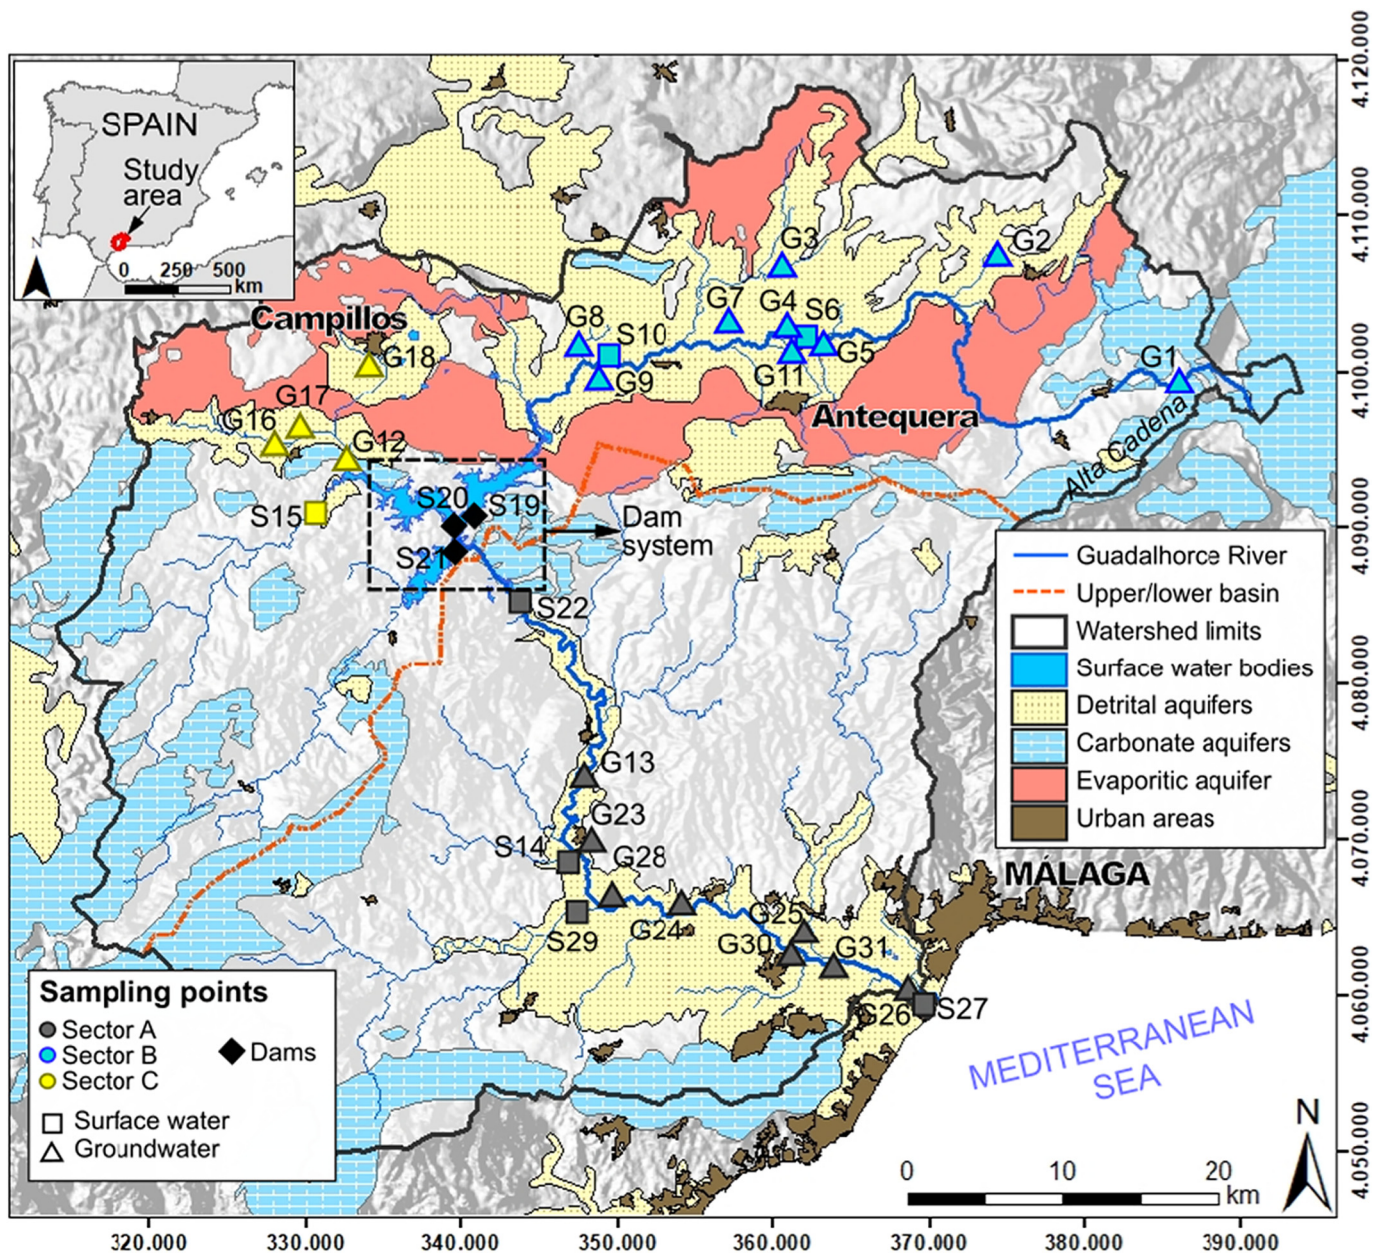 SPAIN
Study
area
N
0 250 500
km
4.120.000
4.110.000
4.100.000
4.090.000
4.080.000
4.070.000
4.060.000
4.050.000
G3
G2
G7
G4
S6
G8
S10
G5
G11
G9
G1
Campillos
G18
G17
G16
G12
Antequera
Alta Cadena
S15
S20
S19
S21
Dam
system
S22
Guadalhorce River
Upper/lower basin
Watershed limits
Surface water bodies
Detrital aquifers
Carbonate aquifers
Evaporitic aquifer
Urban areas
G13
G23
S14
G28
MÁLAGA
S29
G24
G25
G30
G31
S26
S27
Sampling points
Sector A
Sector B
Sector C
Dams
Surface water
Groundwater
MEDITERRANEAN
SEA
N
0 10 20
km
320.000 330.000 340.000 350.000 360.000 370.000 380.000 390.000